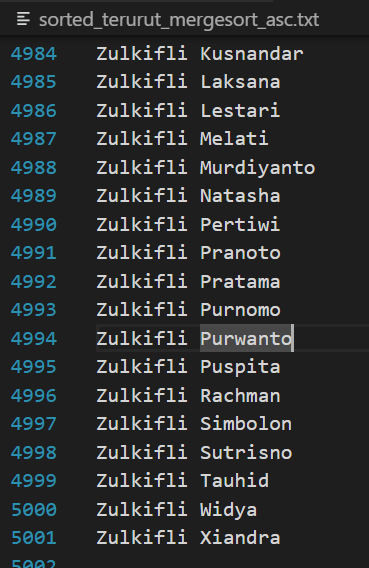 sorted_terurut_mergesort_asc.txt
4984 Zulkifli Kusnandar
4985 Zulkifli Laksana
4986 Zulkifli Lestari
4987 Zulkifli Melati
4988 Zulkifli Murdiyanto
4989 Zulkifli Natasha
4990 Zulkifli Pertiwi
4991 Zulkifli Pranoto
4992 Zulkifli Pratama
4993 Zulkifli Purnomo
4994 Zulkifli Purwanto
4995 Zulkifli Puspita
4996 Zulkifli Rachman
4997 Zulkifli Simbolon
4998 Zulkifli Sutrisno
4999 Zulkifli Tauhid
5000 Zulkifli Widya
5001 Zulkifli Xiandra
5002